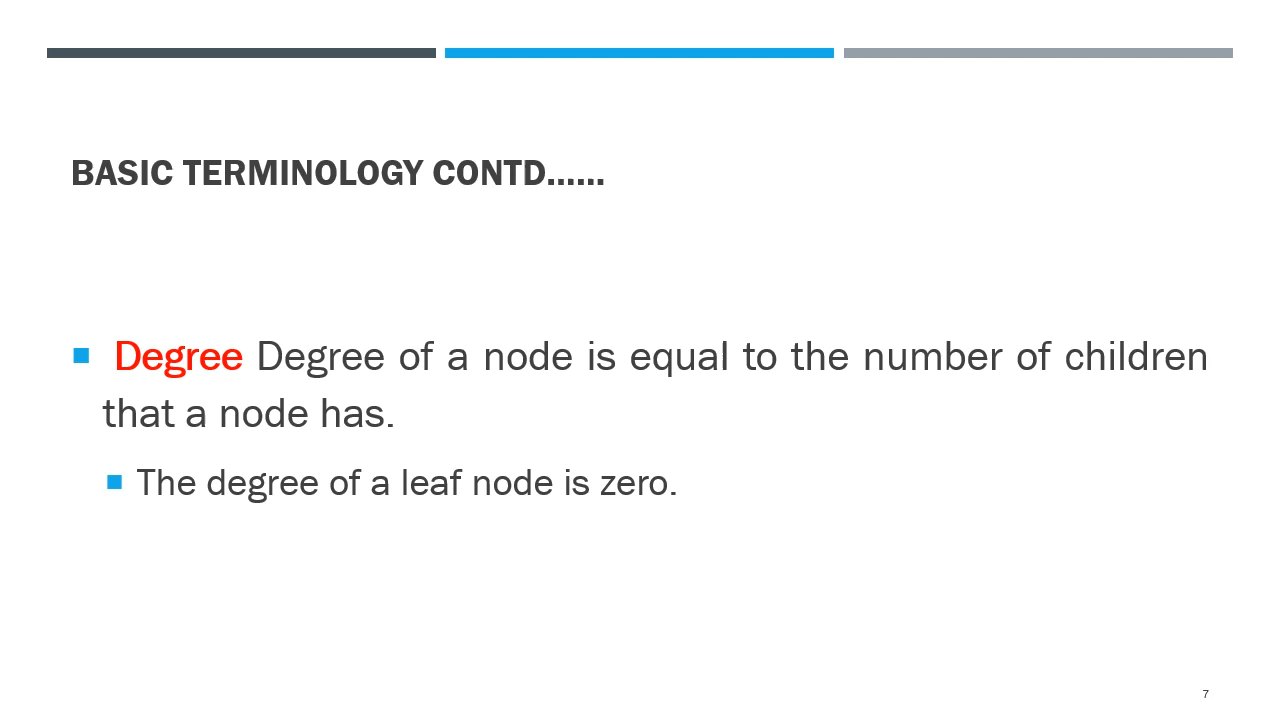 BASIC TERMINOLOGY CONTD……
Degree Degree of a node is equal to the number of children
that a node has.
The degree of a leaf node is zero.
7